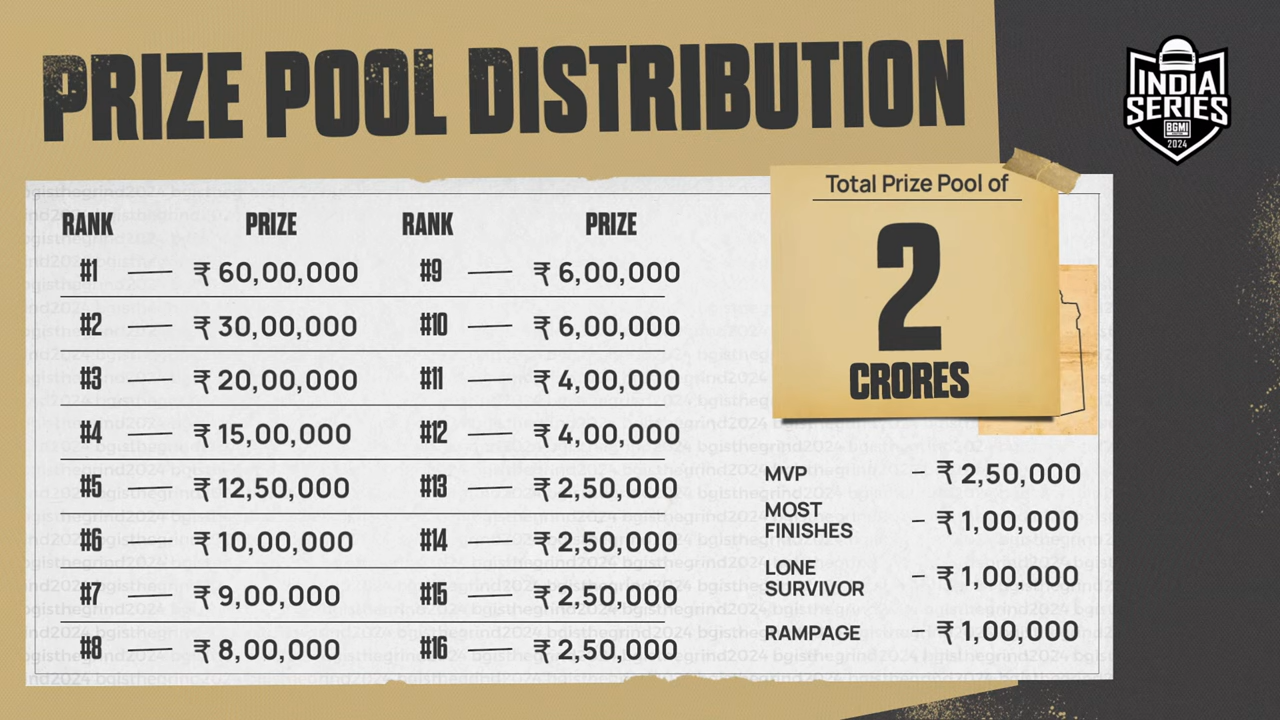 PRIZE POOL DISTRIBUTION
INDIA
SERIES
BGMI
2024
Total Prize Pool of
2
CRORES
RANK PRIZE RANK PRIZE
#1 — ₹ 60,00,000 #9 — ₹ 6,00,000
#2 — ₹ 30,00,000 #10 — ₹ 6,00,000
#3 — ₹ 20,00,000 #11 — ₹ 4,00,000
#4 — ₹ 15,00,000 #12 — ₹ 4,00,000
#5 — ₹ 12,50,000 #13 — ₹ 2,50,000
#6 — ₹ 10,00,000 #14 — ₹ 2,50,000
#7 — ₹ 9,00,000 #15 — ₹ 2,50,000
#8 — ₹ 8,00,000 #16 — ₹ 2,50,000
MVP – ₹ 2,50,000
MOST
FINISHES – ₹ 1,00,000
LONE
SURVIVOR – ₹ 1,00,000
RAMPAGE – ₹ 1,00,000